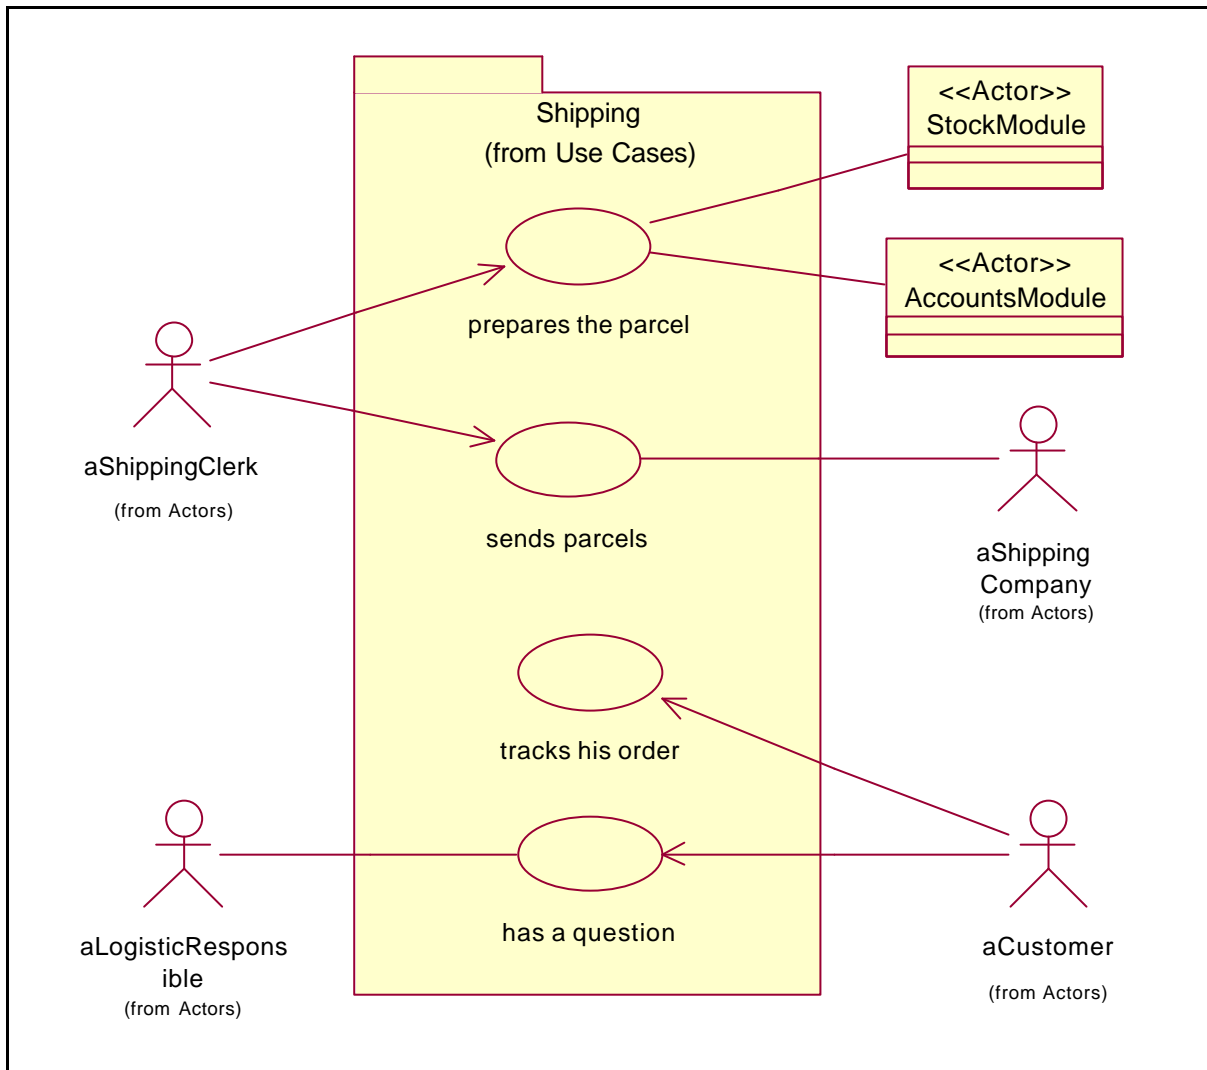 Shipping
(from Use Cases)
<<Actor>>
StockModule
<<Actor>>
AccountsModule
prepares the parcel
aShippingClerk
(from Actors)
sends parcels
aShipping
Company
(from Actors)
tracks his order
has a question
aLogisticRespons
ible
(from Actors)
aCustomer
(from Actors)